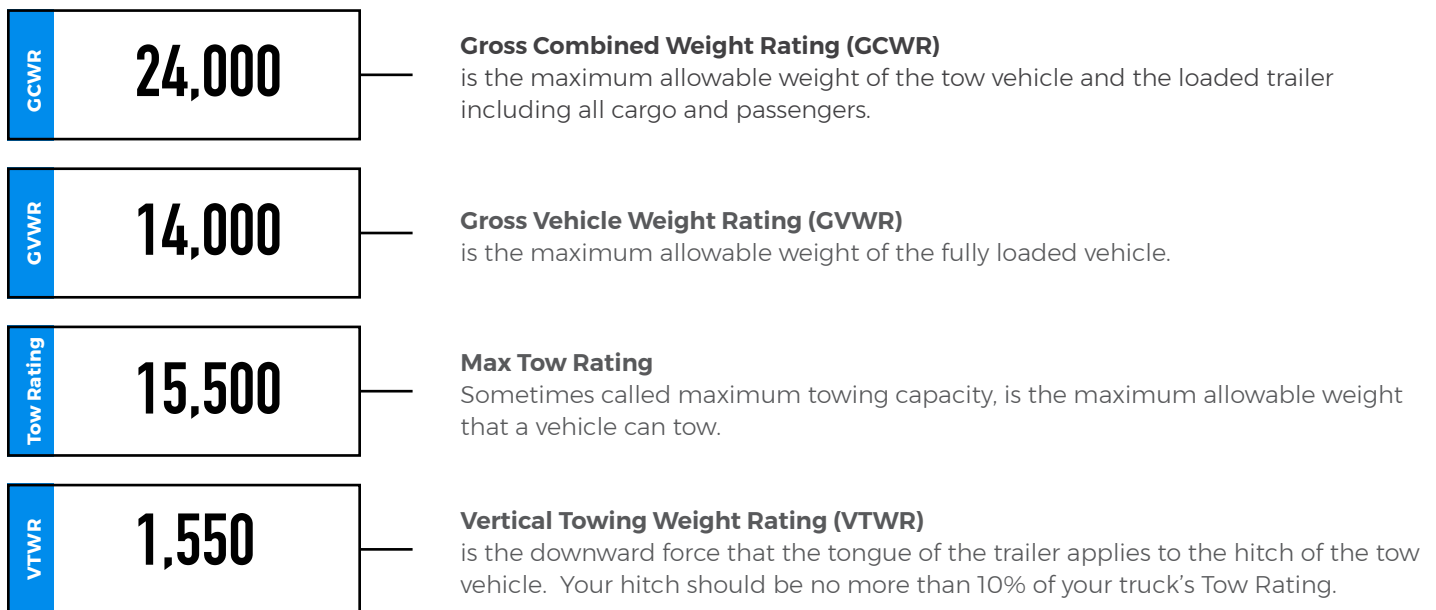 GCWR
24,000
Gross Combined Weight Rating (GCWR)
is the maximum allowable weight of the tow vehicle and the loaded trailer
including all cargo and passengers.
GVWR
14,000
Gross Vehicle Weight Rating (GVWR)
is the maximum allowable weight of the fully loaded vehicle.
Tow Rating
15,500
Max Tow Rating
Sometimes called maximum towing capacity, is the maximum allowable weight
that a vehicle can tow.
VTWR
1,550
Vertical Towing Weight Rating (VTWR)
is the downward force that the tongue of the trailer applies to the hitch of the tow
vehicle.  Your hitch should be no more than 10% of your truck's Tow Rating.